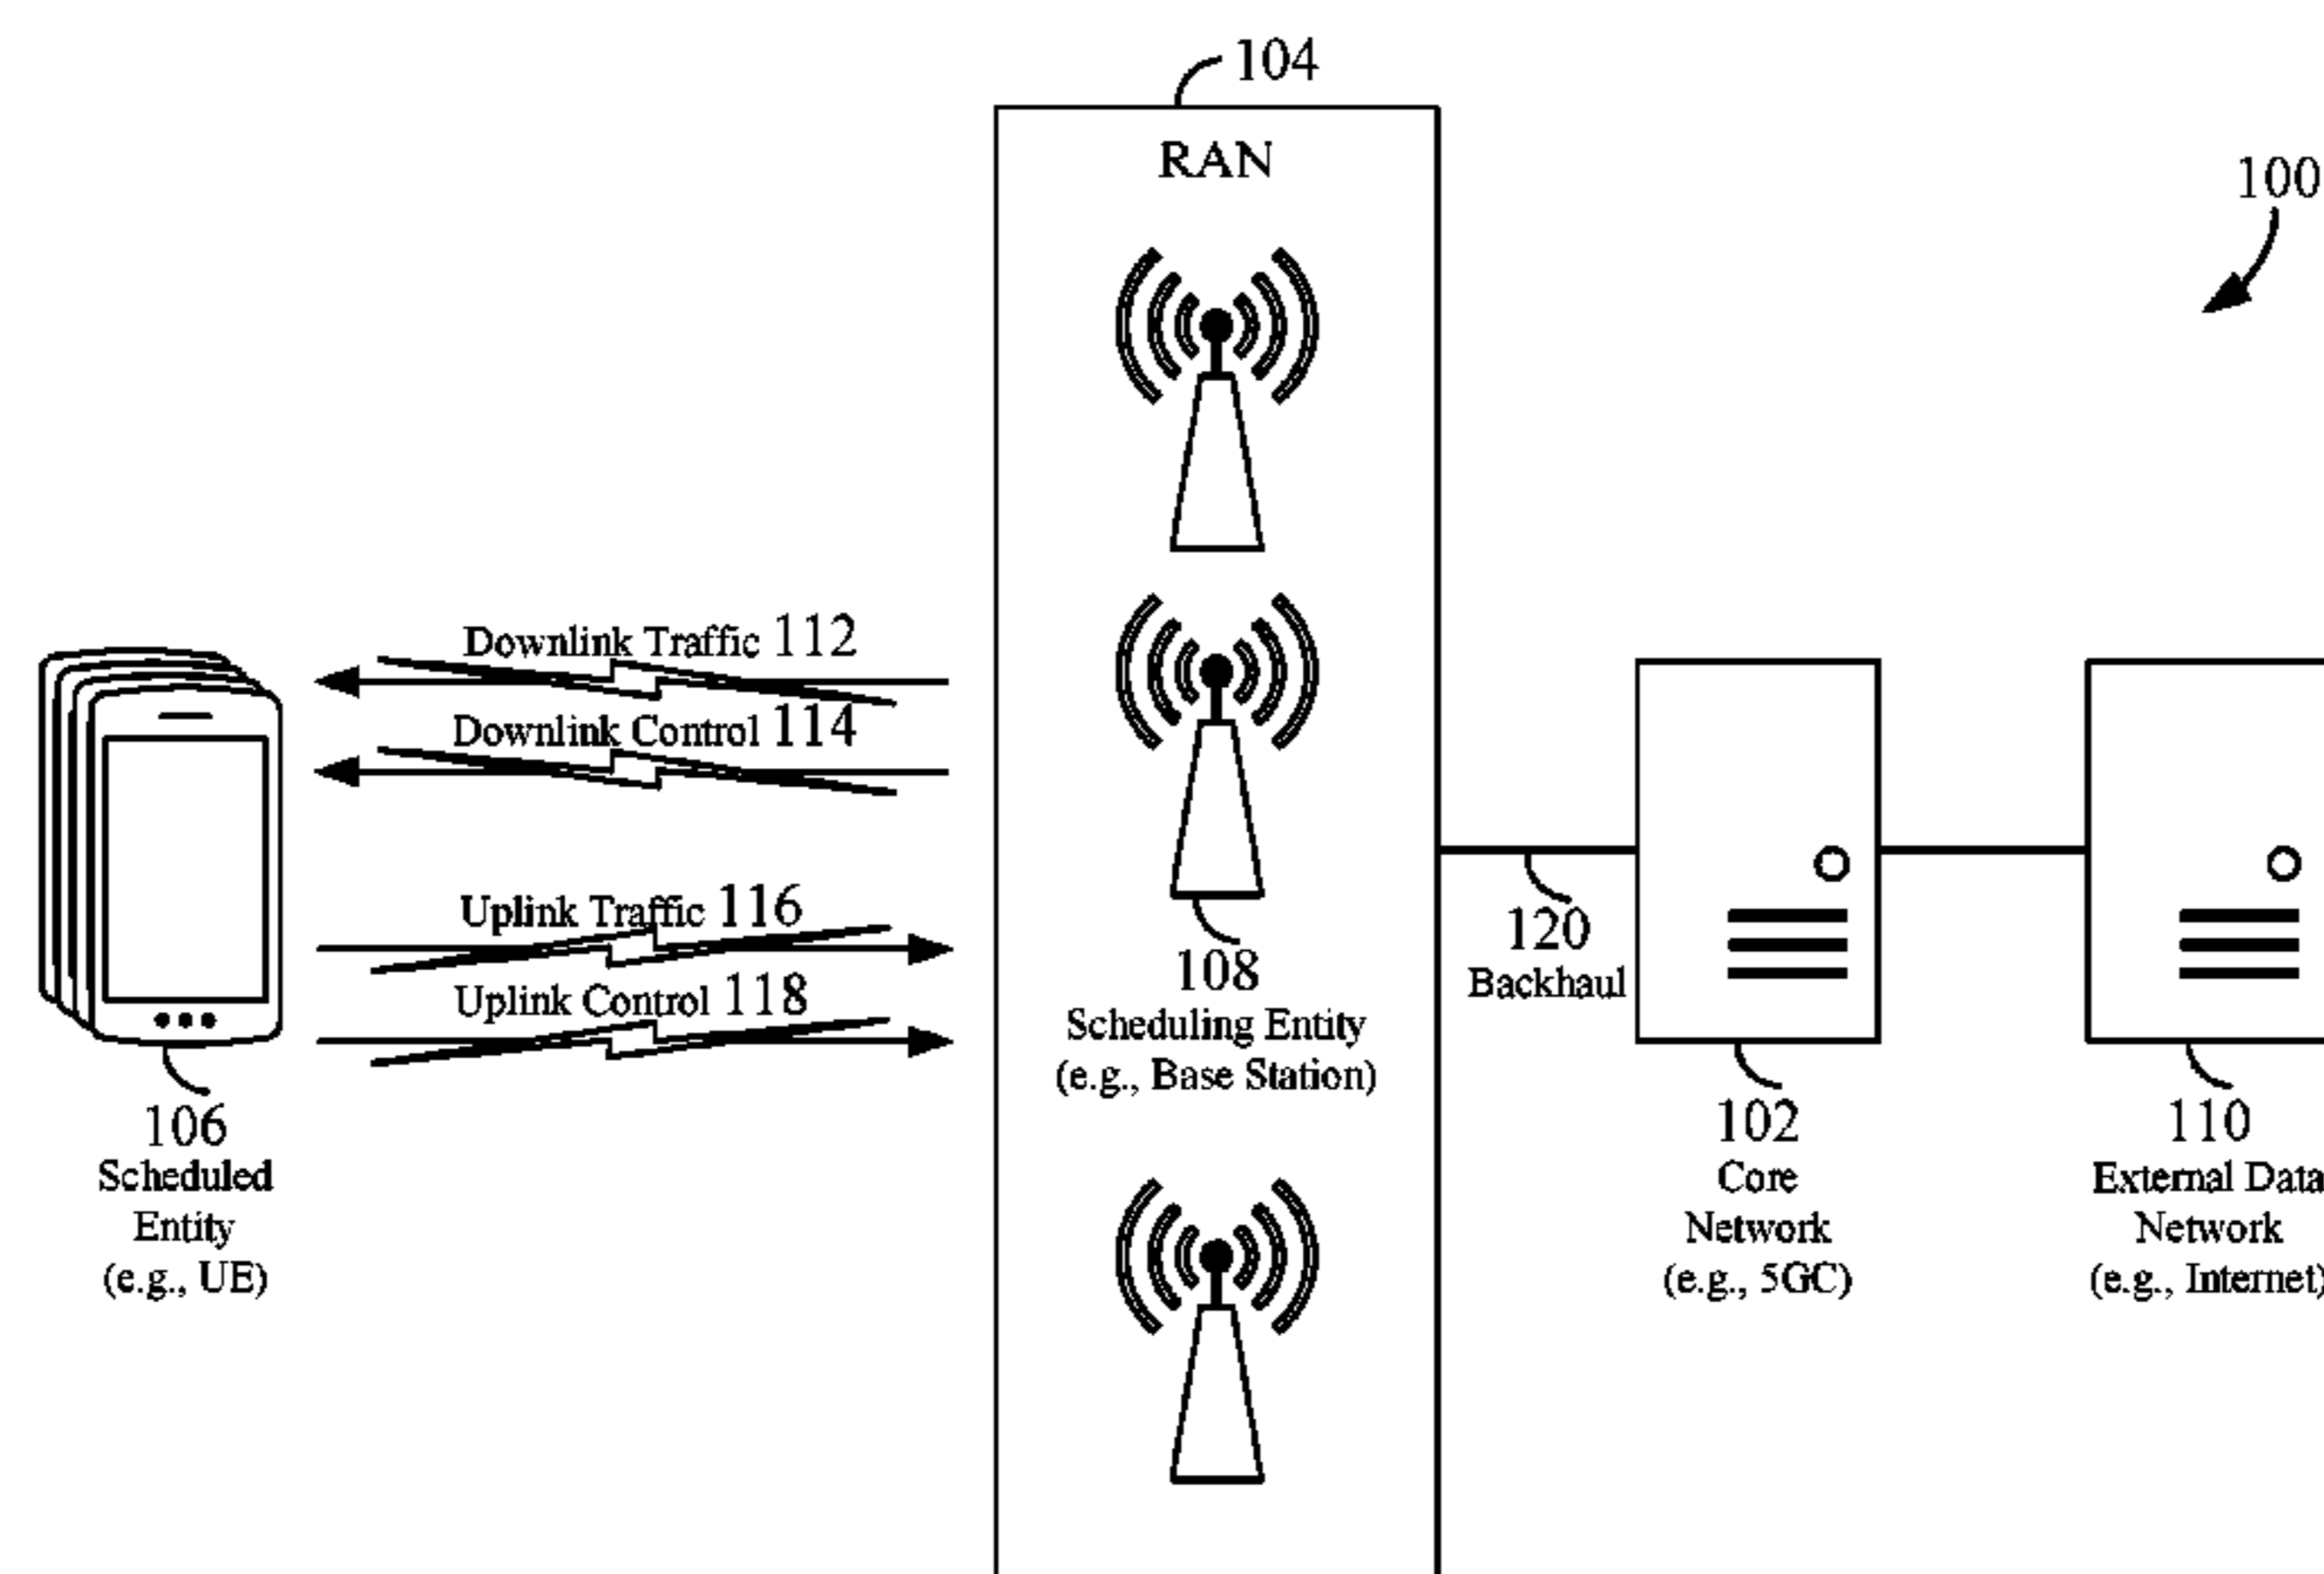 104
RAN
100
Downlink Traffic 112
Downlink Control 114
Uplink Traffic 116
Uplink Control 118
106
Scheduled
Entity
(e.g., UE)
108
Scheduling Entity
(e.g., Base Station)
120
Backhaul
102
Core
Network
(e.g., 5GC)
110
External Data
Network
(e.g., Internet)